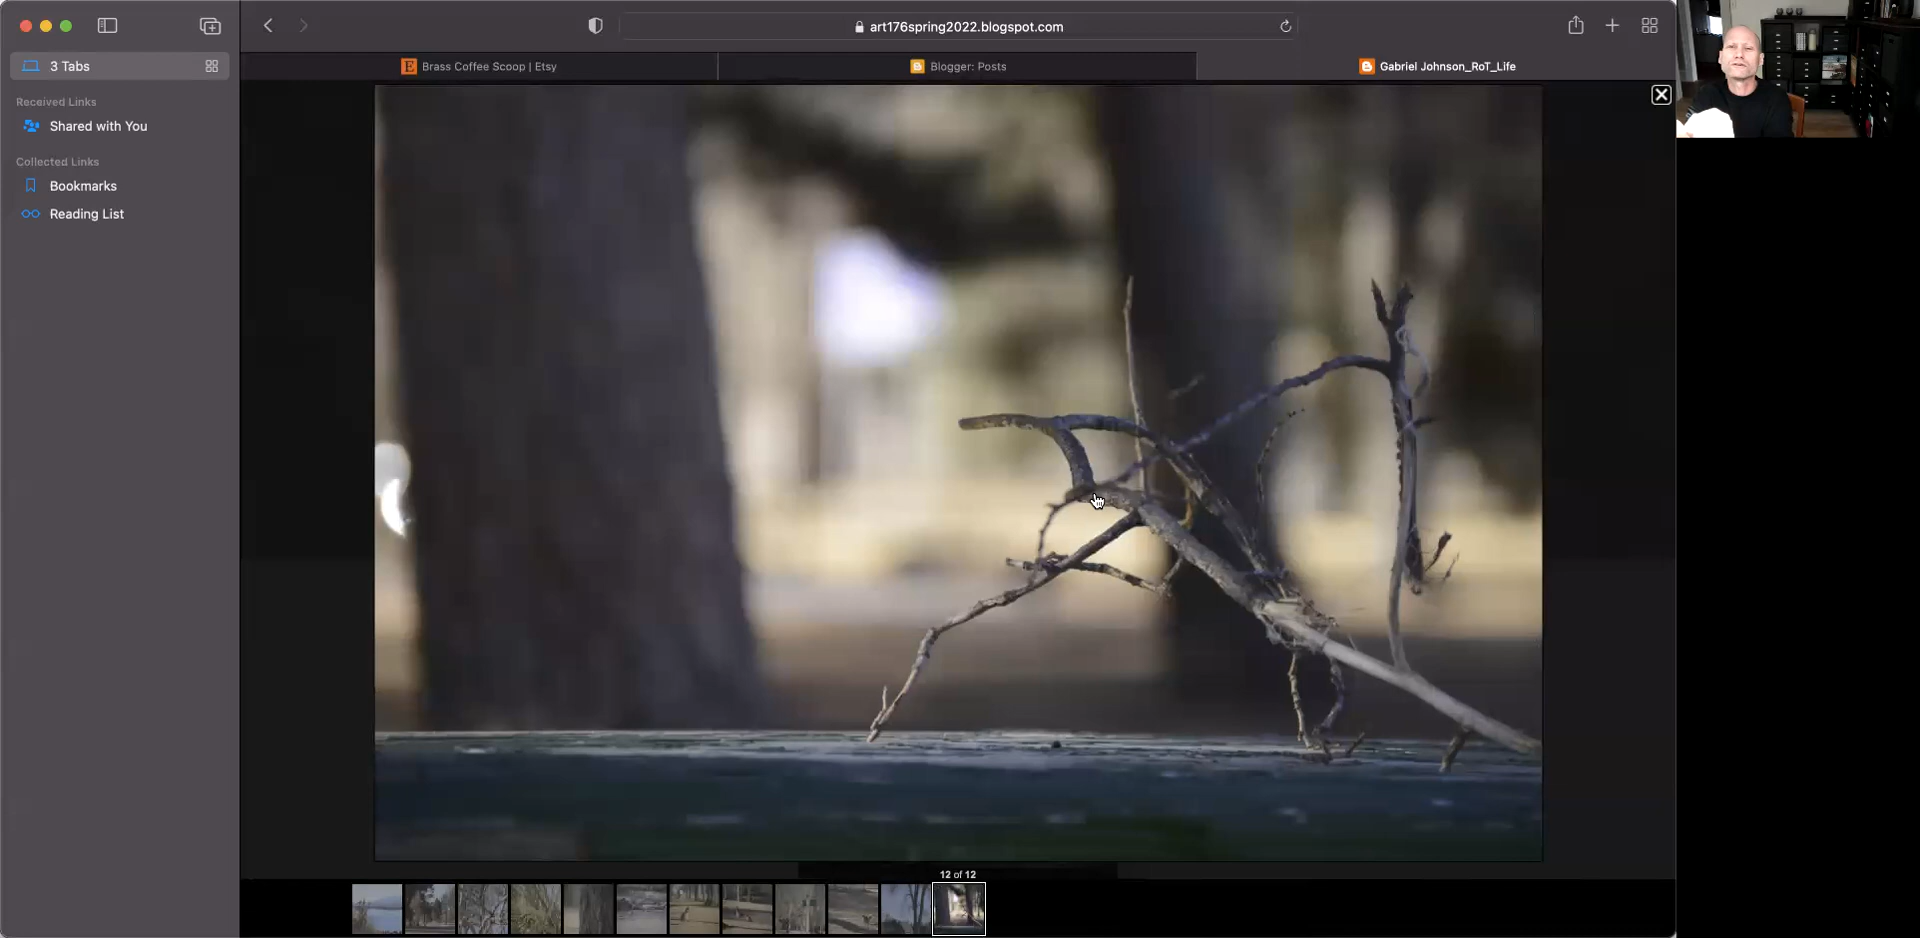 art176spring2022.blogspot.com
3 Tabs
Brass Coffee Scoop | Etsy
Blogger: Posts
Gabriel Johnson_RoT_Life
Received Links
Shared with You
Collected Links
Bookmarks
Reading List
12 of 12